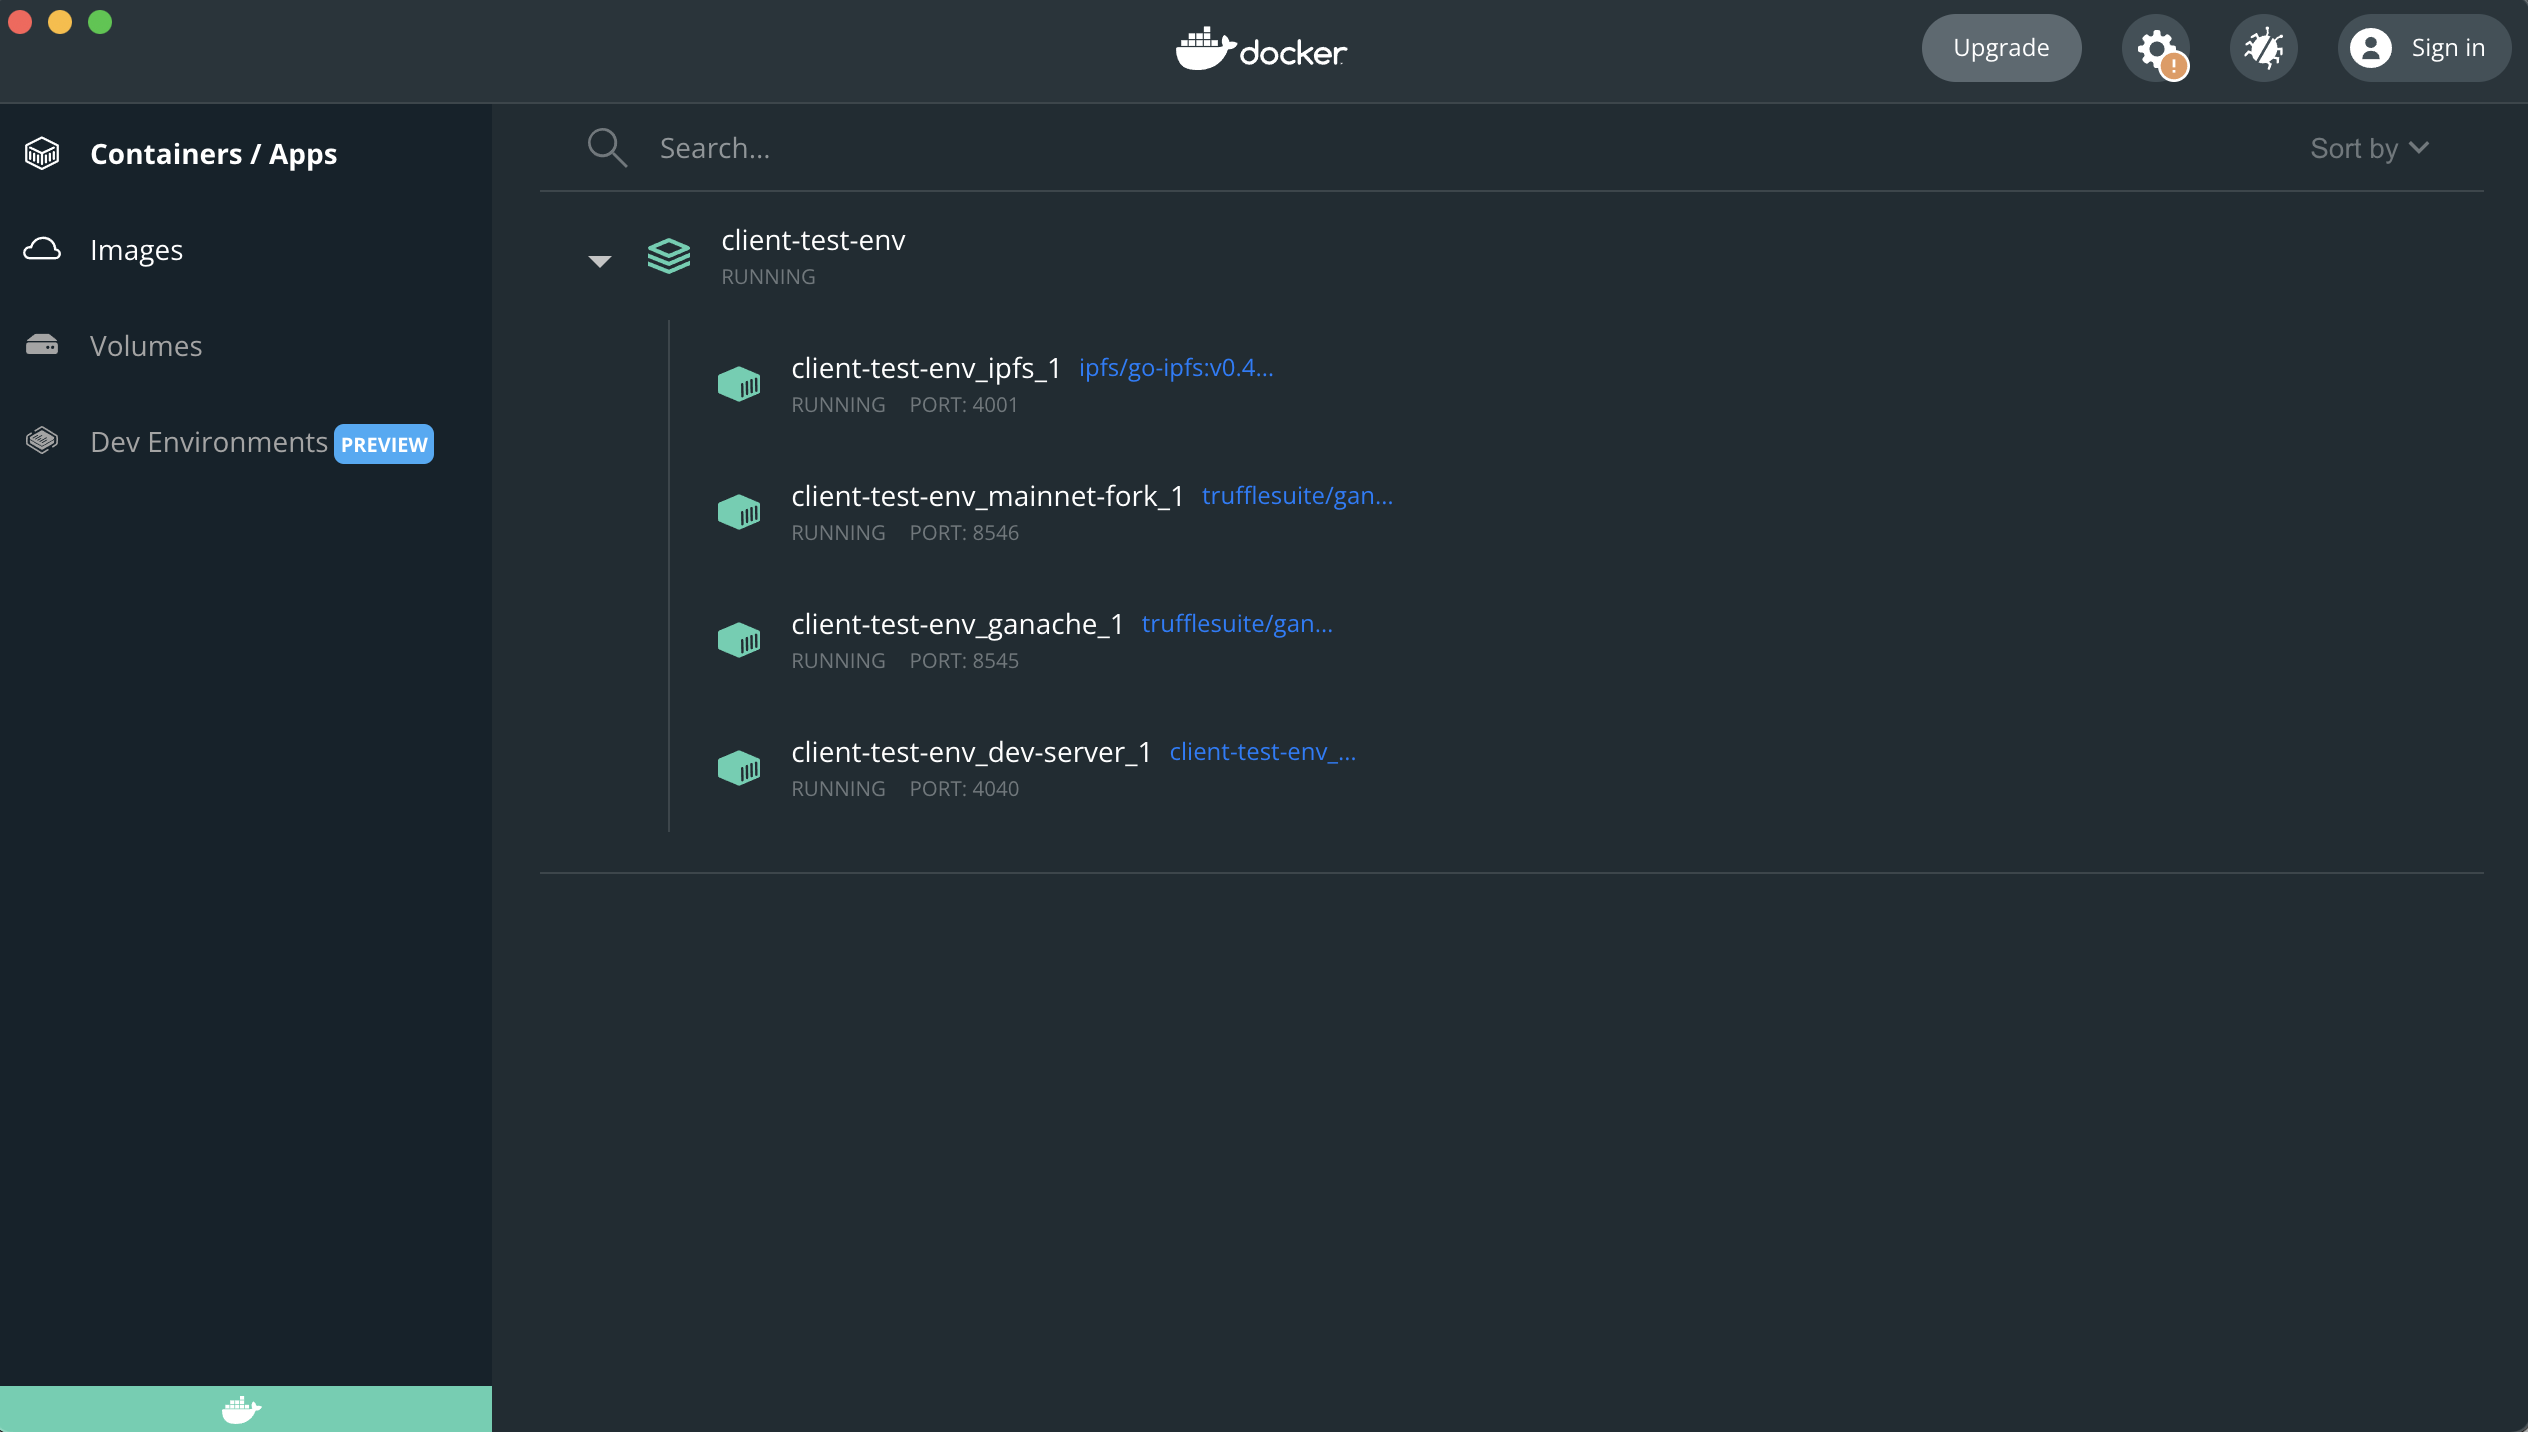 docker
Upgrade
!
Sign in
Containers / Apps
Images
Volumes
Dev Environments PREVIEW
Search...
Sort by
client-test-env
RUNNING
client-test-env_ipfs_1 ipfs/go-ipfs:v0.4...
RUNNING PORT: 4001
client-test-env_mainnet-fork_1 trufflesuite/gan...
RUNNING PORT: 8546
client-test-env_ganache_1 trufflesuite/gan...
RUNNING PORT: 8545
client-test-env_dev-server_1 client-test-env_...
RUNNING PORT: 4040